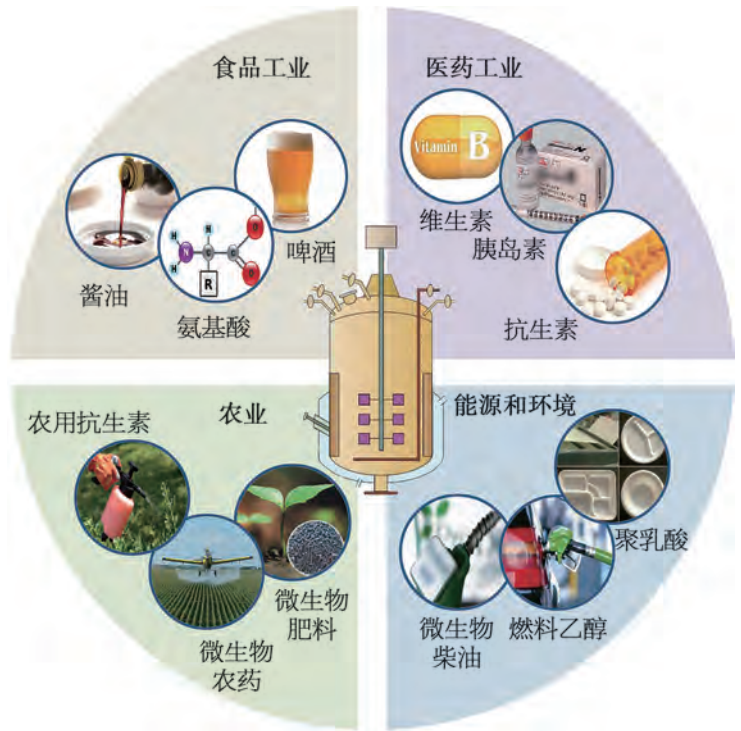 食品工业
酱油
氨基酸
啤酒
H
H
N
H
C
C
O
O
R
医药工业
Vitamin B
维生素
胰岛素
抗生素
农业
农用抗生素
微生物
农药
微生物
肥料
能源和环境
微生物
柴油
燃料乙醇
聚乳酸